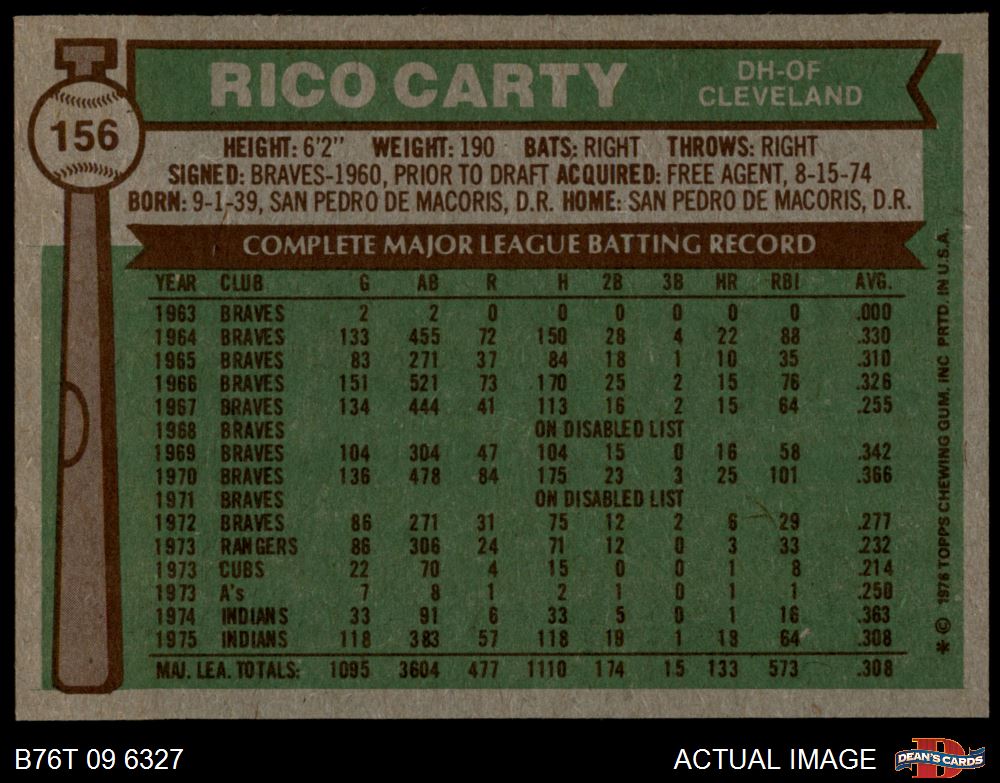 RICO CARTY
DH-OF
CLEVELAND
156
HEIGHT: 6'2" WEIGHT: 190 BATS: RIGHT THROWS: RIGHT
SIGNED: BRAVES-1960, PRIOR TO DRAFT ACQUIRED: FREE AGENT, 8-15-74
BORN: 9-1-39, SAN PEDRO DE MACORIS, D.R. HOME: SAN PEDRO DE MACORIS, D.R.
COMPLETE MAJOR LEAGUE BATTING RECORD
YEAR CLUB G AB R H 2B 3B HR RBI AVG.
1963 BRAVES 2 2 0 0 0 0 0 0 .000
1964 BRAVES 133 455 72 150 28 4 22 88 .330
1965 BRAVES 83 271 37 84 18 1 10 35 .310
1966 BRAVES 151 521 73 170 25 2 15 76 .326
1967 BRAVES 134 444 41 113 16 2 15 64 .255
1968 BRAVES ON DISABLED LIST
1969 BRAVES 104 304 47 104 15 0 16 58 .342
1970 BRAVES 136 478 84 175 23 3 25 101 .366
1971 BRAVES ON DISABLED LIST
1972 BRAVES 86 271 31 75 12 2 6 29 .277
1973 RANGERS 86 306 24 71 12 0 3 33 .232
1973 CUBS 22 70 4 15 0 0 1 8 .214
1973 A's 7 8 1 2 1 0 1 1 .250
1974 INDIANS 33 91 6 33 5 0 1 16 .363
1975 INDIANS 118 383 57 118 19 1 18 64 .308
MAJ. LEA. TOTALS: 1095 3604 477 1110 174 15 133 573 .308
* © 1976 TOPPS CHEWING GUM, INC PRTD. IN U.S.A.
B76T 09 6327
ACTUAL IMAGE
D
DEAN'S CARDS